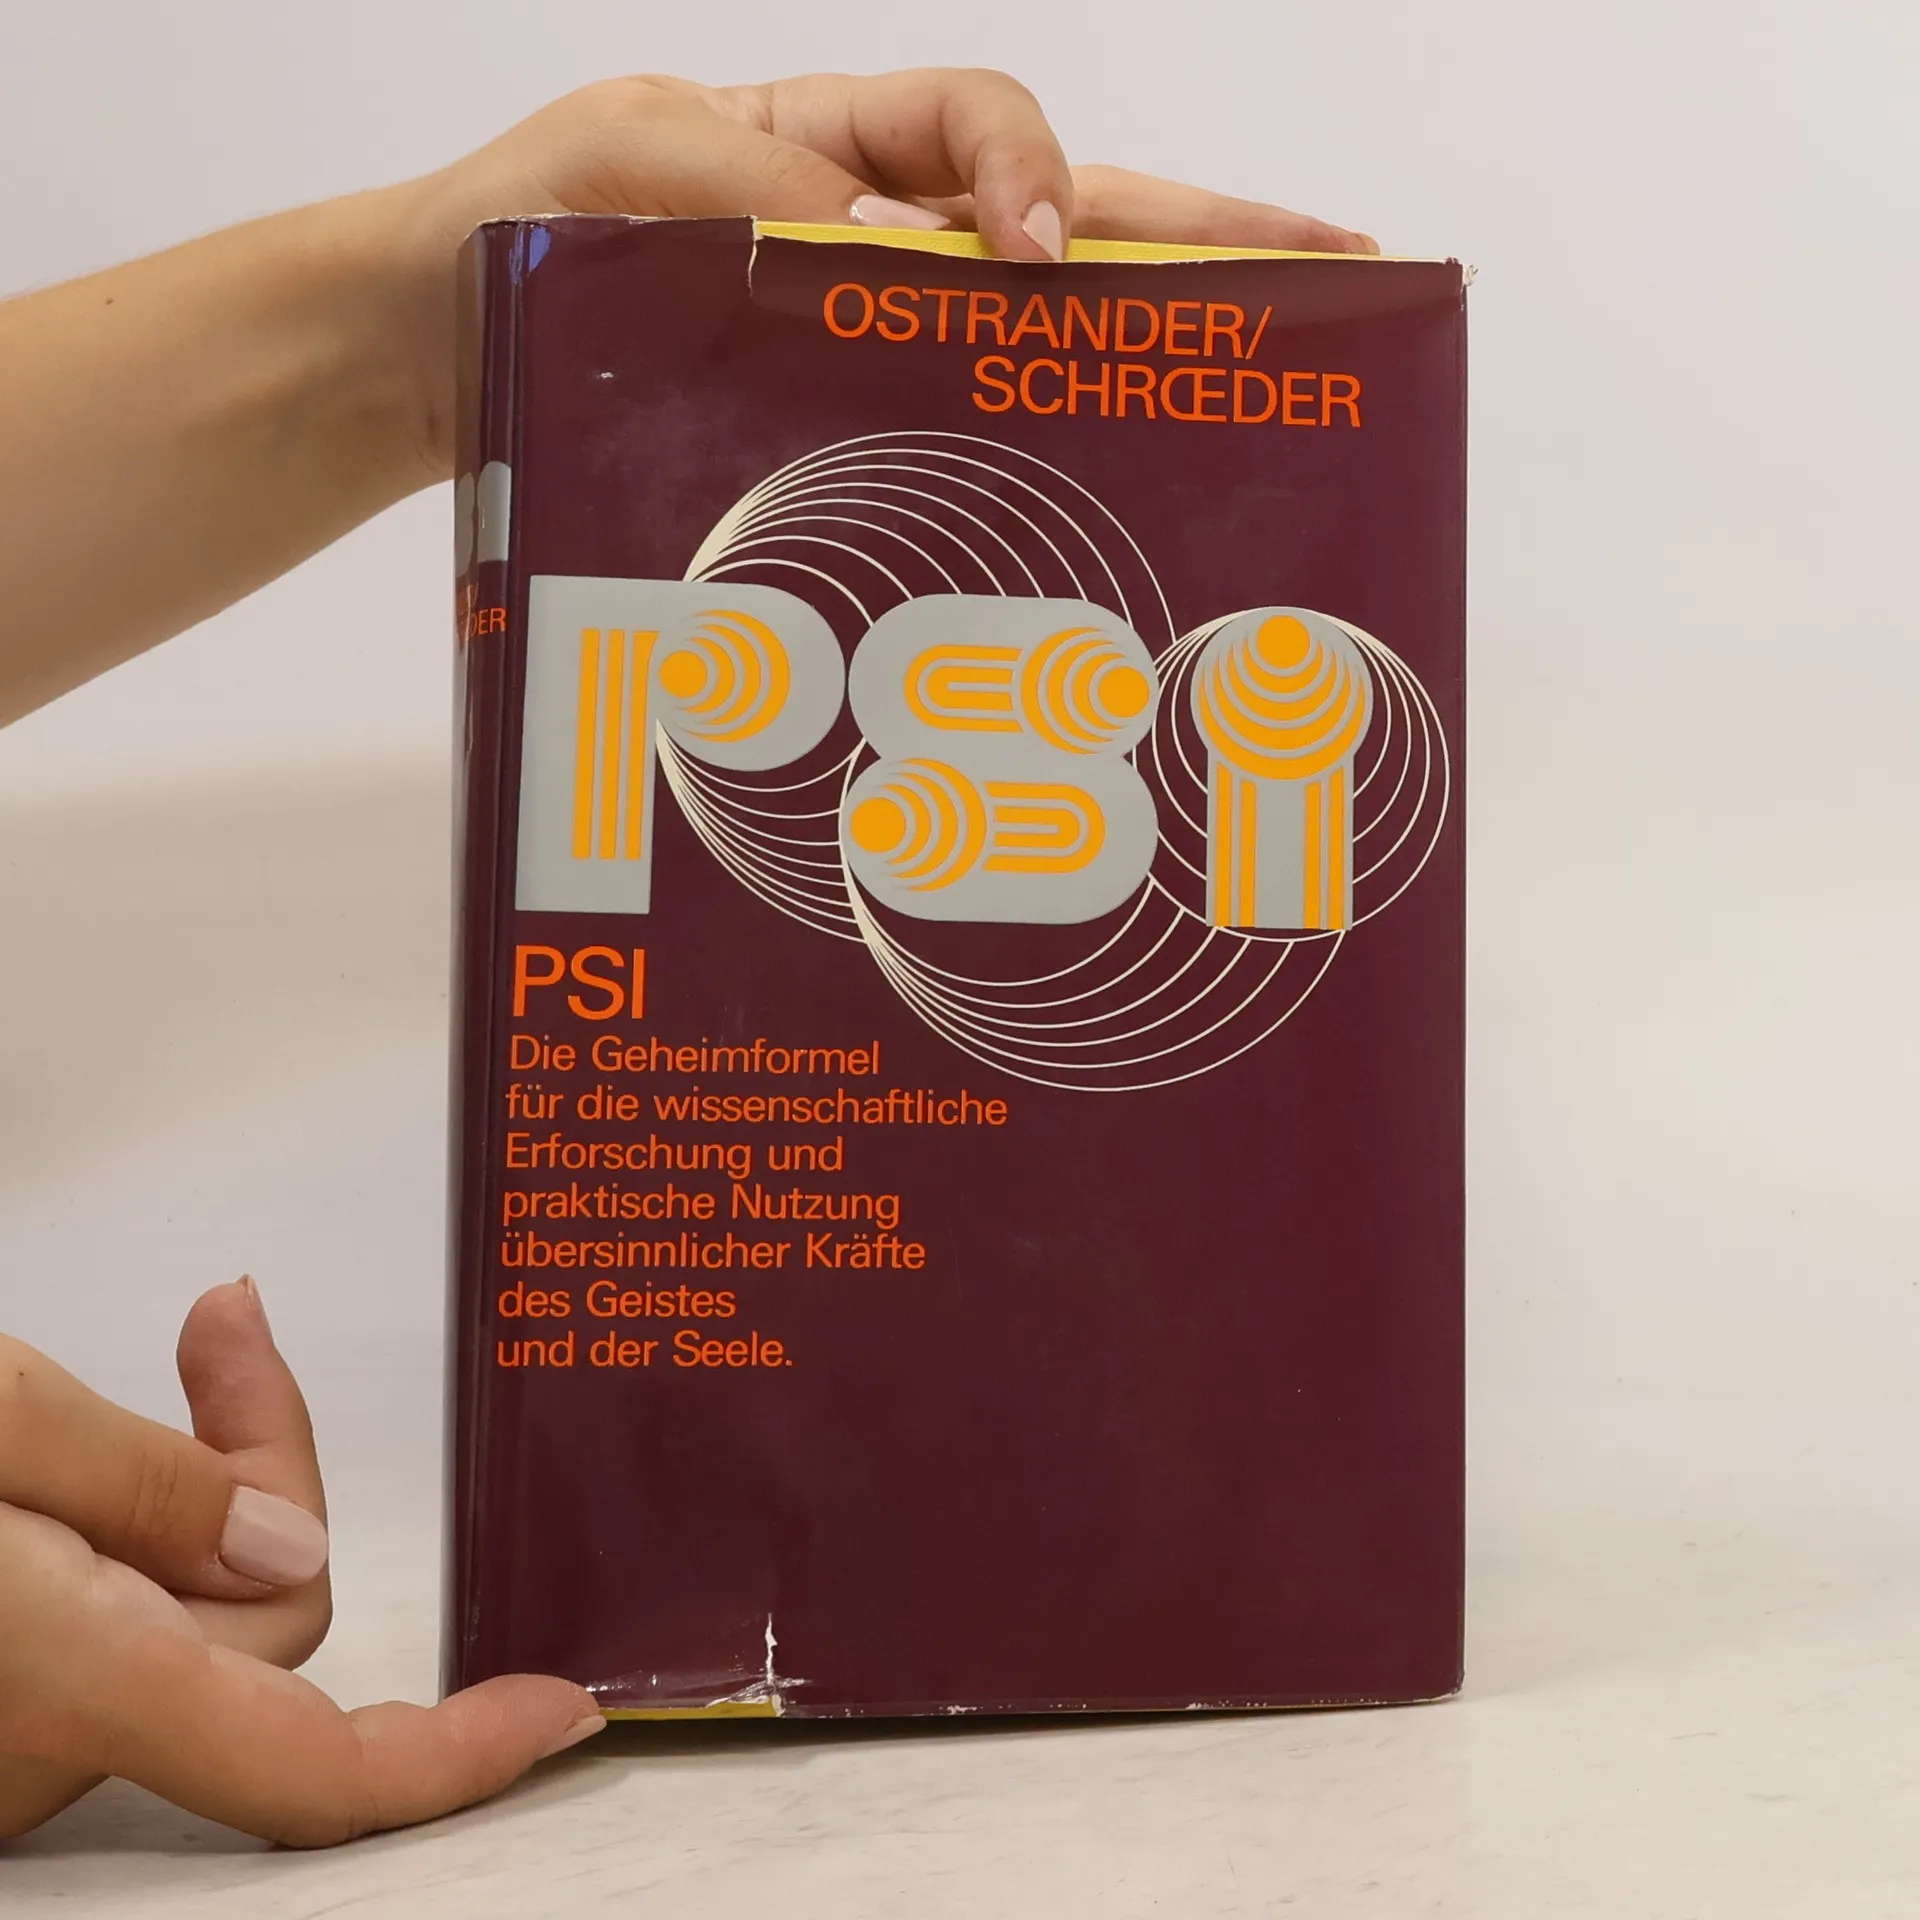 OSTRANDER/
SCHRŒDER
PSI
PSI
Die Geheimformel
für die wissenschaftliche
Erforschung und
praktische Nutzung
übersinnlicher Kräfte
des Geistes
und der Seele.